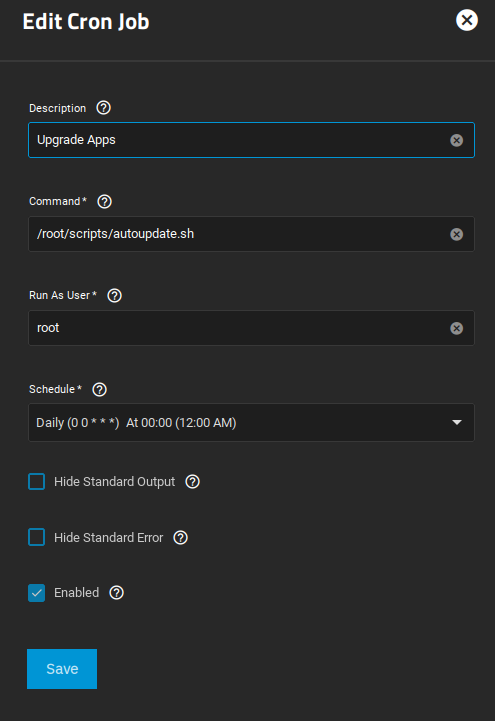 Edit Cron Job
Description
Upgrade Apps
Command *
/root/scripts/autoupdate.sh
Run As User *
root
Schedule *
Daily (0 0 * * *)  At 00:00 (12:00 AM)
Hide Standard Output
Hide Standard Error
Enabled
Save